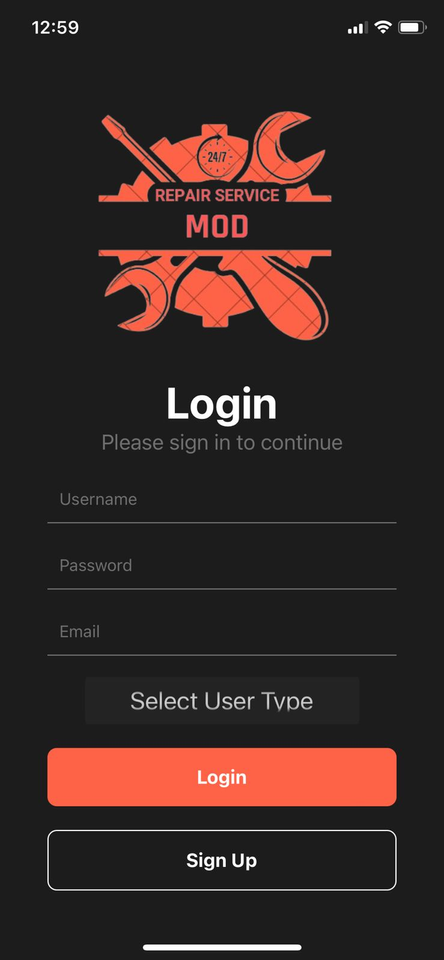 12:59
24/7
REPAIR SERVICE
MOD
Login
Please sign in to continue
Username
Password
Email
Select User Type
Login
Sign Up